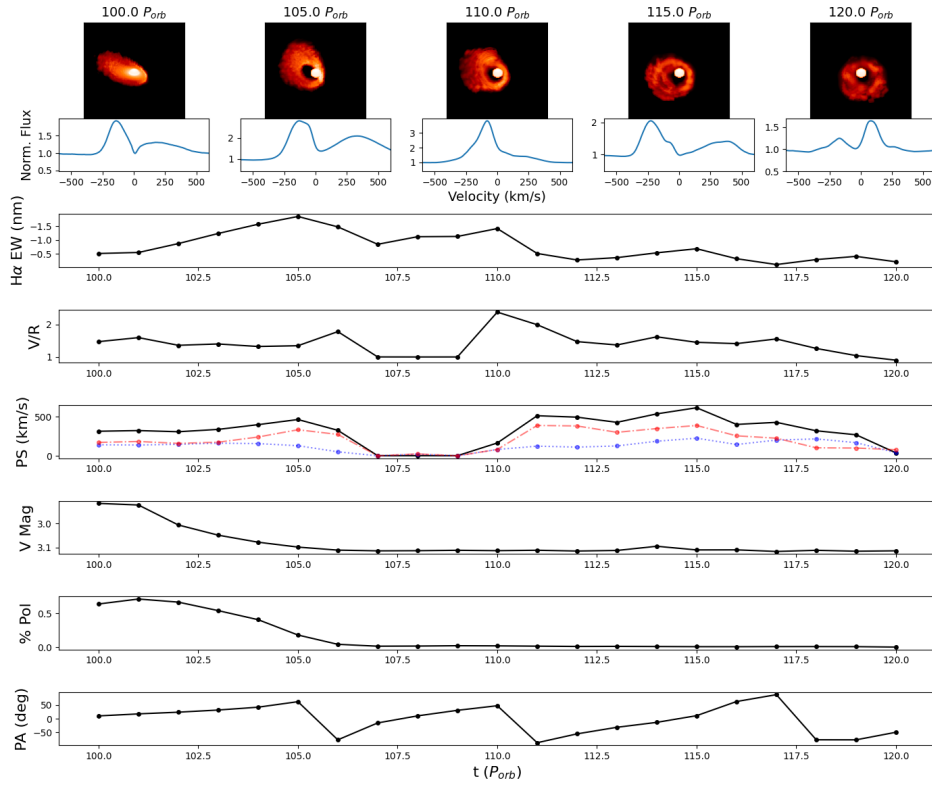 100.0 P_orb 105.0 P_orb 110.0 P_orb 115.0 P_orb 120.0 P_orb
Norm. Flux
1.5
1.0
0.5
2
1
3
2
1
2
1
1.5
1.0
0.5
−500 −250 0 250 500 −500 −250 0 250 500 −500 −250 0 250 500 −500 −250 0 250 500 −500 −250 0 250 500
Velocity (km/s)
Hα EW (nm)
−1.5
−1.0
−0.5
100.0 102.5 105.0 107.5 110.0 112.5 115.0 117.5 120.0
V/R
2
1
100.0 102.5 105.0 107.5 110.0 112.5 115.0 117.5 120.0
PS (km/s)
500
0
100.0 102.5 105.0 107.5 110.0 112.5 115.0 117.5 120.0
V Mag
3.0
3.1
100.0 102.5 105.0 107.5 110.0 112.5 115.0 117.5 120.0
% Pol
0.5
0.0
100.0 102.5 105.0 107.5 110.0 112.5 115.0 117.5 120.0
PA (deg)
50
0
−50
100.0 102.5 105.0 107.5 110.0 112.5 115.0 117.5 120.0
t (P_orb)